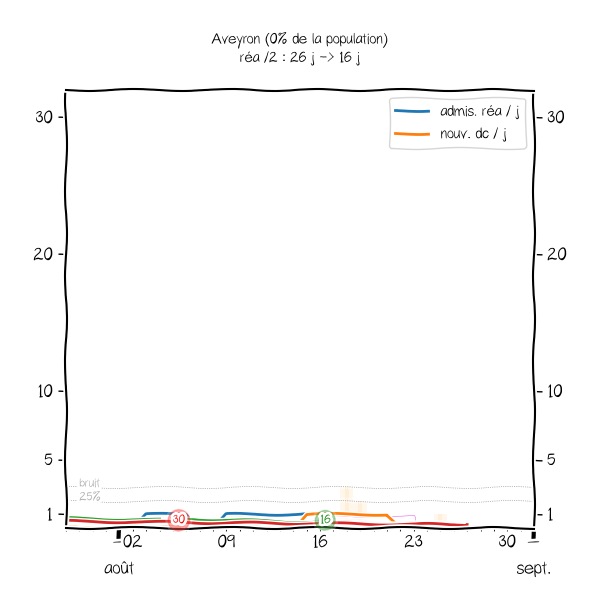 Aveyron (0% de la population)
réa /2 : 26 j -> 16 j
admis. réa / j
nouv. dc / j
30 30
20 20
10 10
5 5
bruit
25%
1 1
30 16
02 09 16 23 30
août sept.